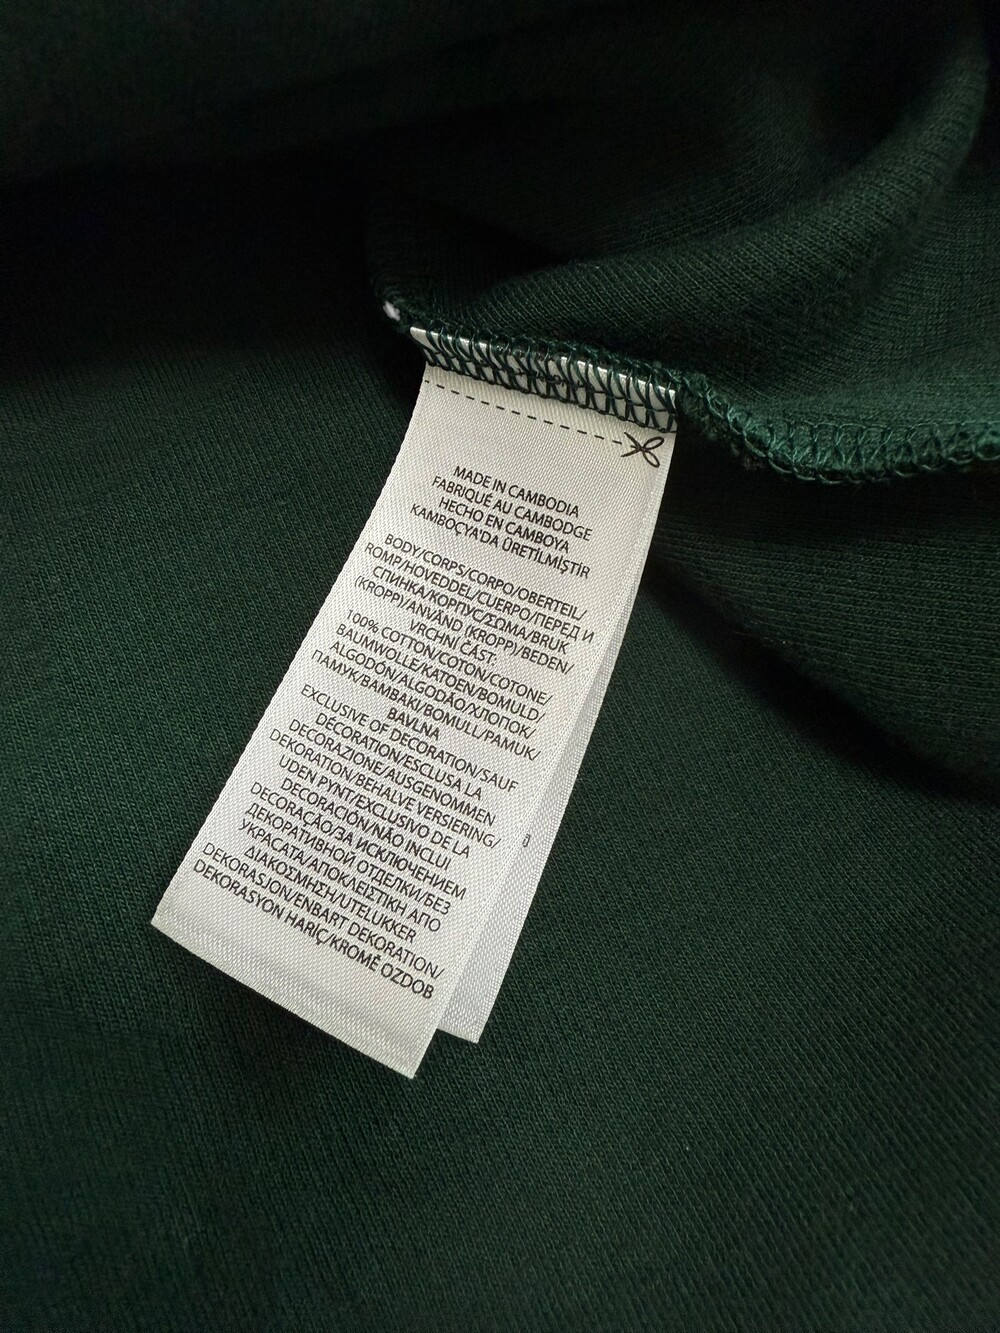 MADE IN CAMBODIA
FABRIQUÉ AU CAMBODGE
HECHO EN CAMBOYA
KAMBOÇYA'DA ÜRETİLMİŞTİR
BODY/CORPS/CORPO/OBERTEIL/
ROMP/HOVEDDEL/CUERPO/ПЕРЕД И
СПИНКА/КОРПУС/ΣΩΜΑ/BRUK
(KROPP)/ANVÄND (KROPP)/BEDEN/
VRCHNÍ ČÁST:
100% COTTON/COTON/COTONE/
BAUMWOLLE/KATOEN/BOMULD/
ALGODÓN/ALGODÃO/ХЛОПОК/
ПАМУК/BAMBAKI/BOMULL/PAMUK/
BAVLNA
EXCLUSIVE OF DECORATION/SAUF
DÉCORATION/ESCLUSA LA
DECORAZIONE/AUSGENOMMEN
DEKORATION/BEHALVE VERSIERING/
UDEN PYNT/EXCLUSIVO DE LA
DECORACIÓN/NÃO INCLUI
DECORAÇÃO/ЗА ИСКЛЮЧЕНИЕМ
ДЕКОРАТИВНОЙ ОТДЕЛКИ/БЕЗ
УКРАСАТА/ΑΠΟΚΛΕΙΣΤΙΚΗ ΑΠΟ
ΔΙΑΚΟΣΜΗΣΗ/UTELUKKER
DEKORASJON/ENBART DEKORATION/
DEKORASYON HARİÇ/KROMĚ OZDOB